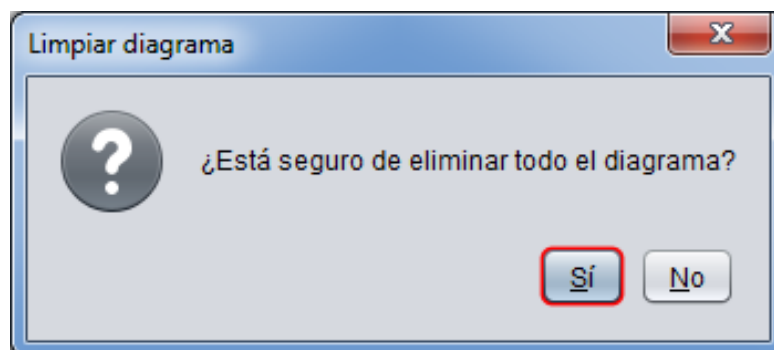 Limpiar diagrama
¿Está seguro de eliminar todo el diagrama?
Sí No